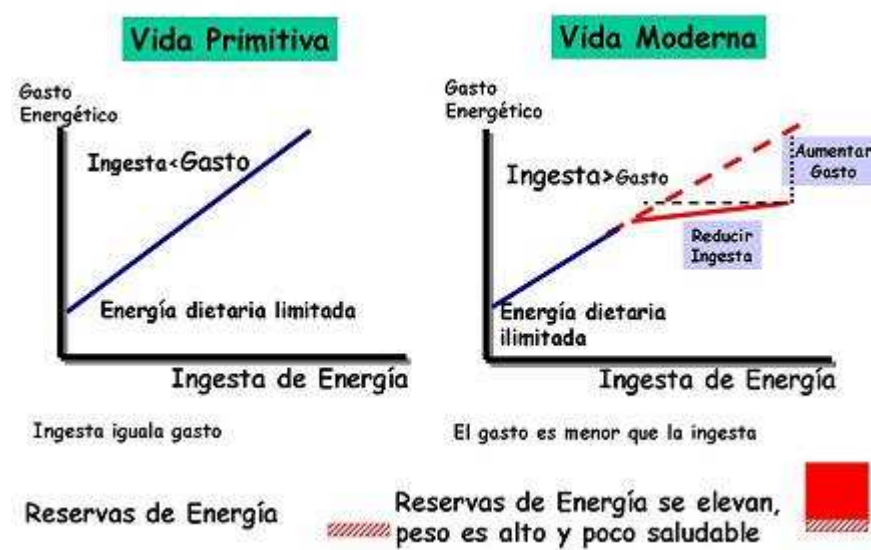 Vida Primitiva
Gasto
Energético
Ingesta<Gasto
Energía dietaria limitada
Ingesta de Energía
Ingesta iguala gasto
Reservas de Energía
Vida Moderna
Gasto
Energético
Ingesta>Gasto
Aumentar
Gasto
Reducir
Ingesta
Energía dietaria
ilimitada
Ingesta de Energía
El gasto es menor que la ingesta
Reservas de Energía se elevan,
peso es alto y poco saludable